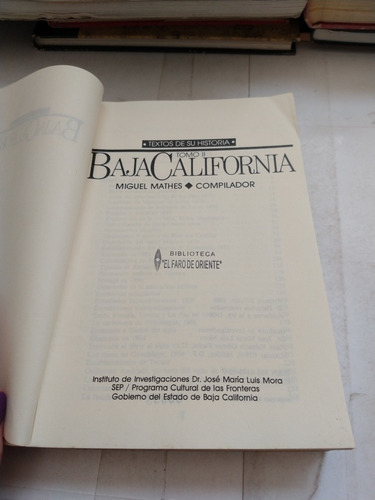 • TEXTOS DE SU HISTORIA •
TOMO II
BAJA CALIFORNIA
MIGUEL MATHES ◆ COMPILADOR
BIBLIOTECA
"EL FARO DE ORIENTE"
Instituto de Investigaciones Dr. José María Luis Mora
SEP / Programa Cultural de las Fronteras
Gobierno del Estado de Baja California